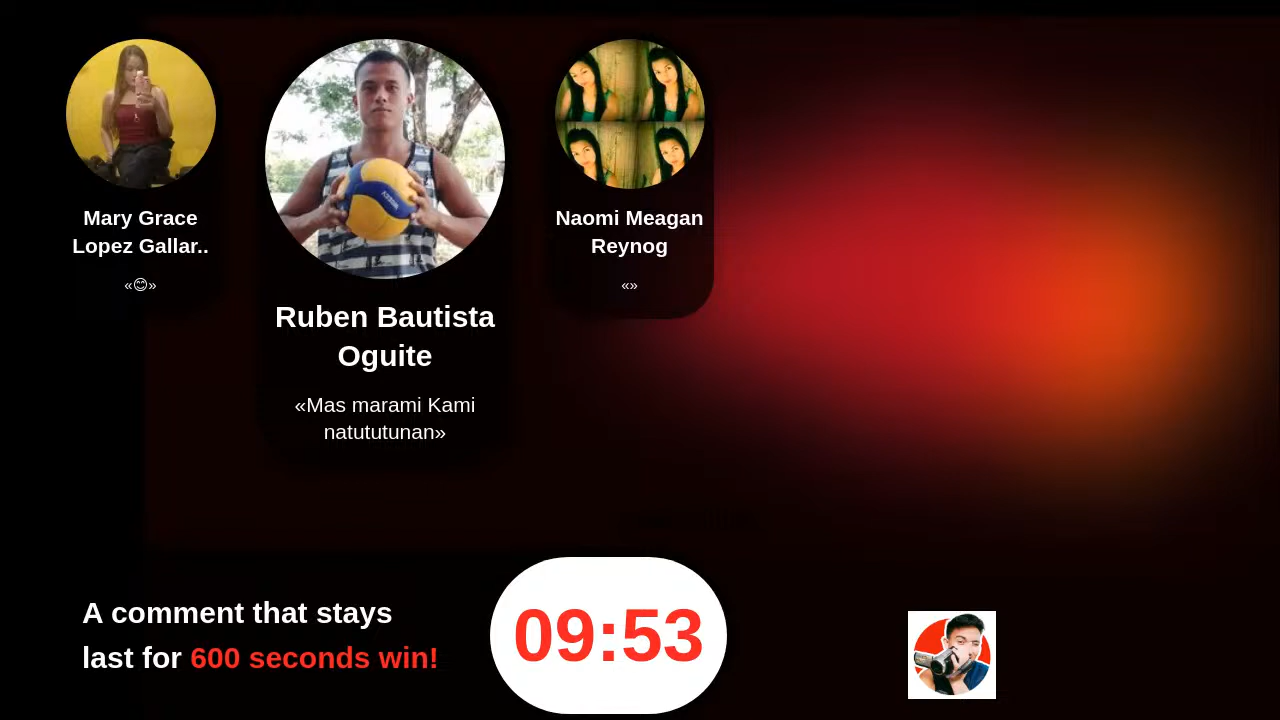 Mary Grace
Lopez Gallar..
«😊»
Ruben Bautista
Oguite
«Mas marami Kami
natututunan»
Naomi Meagan
Reynog
«»
A comment that stays
last for 600 seconds win!
09:53